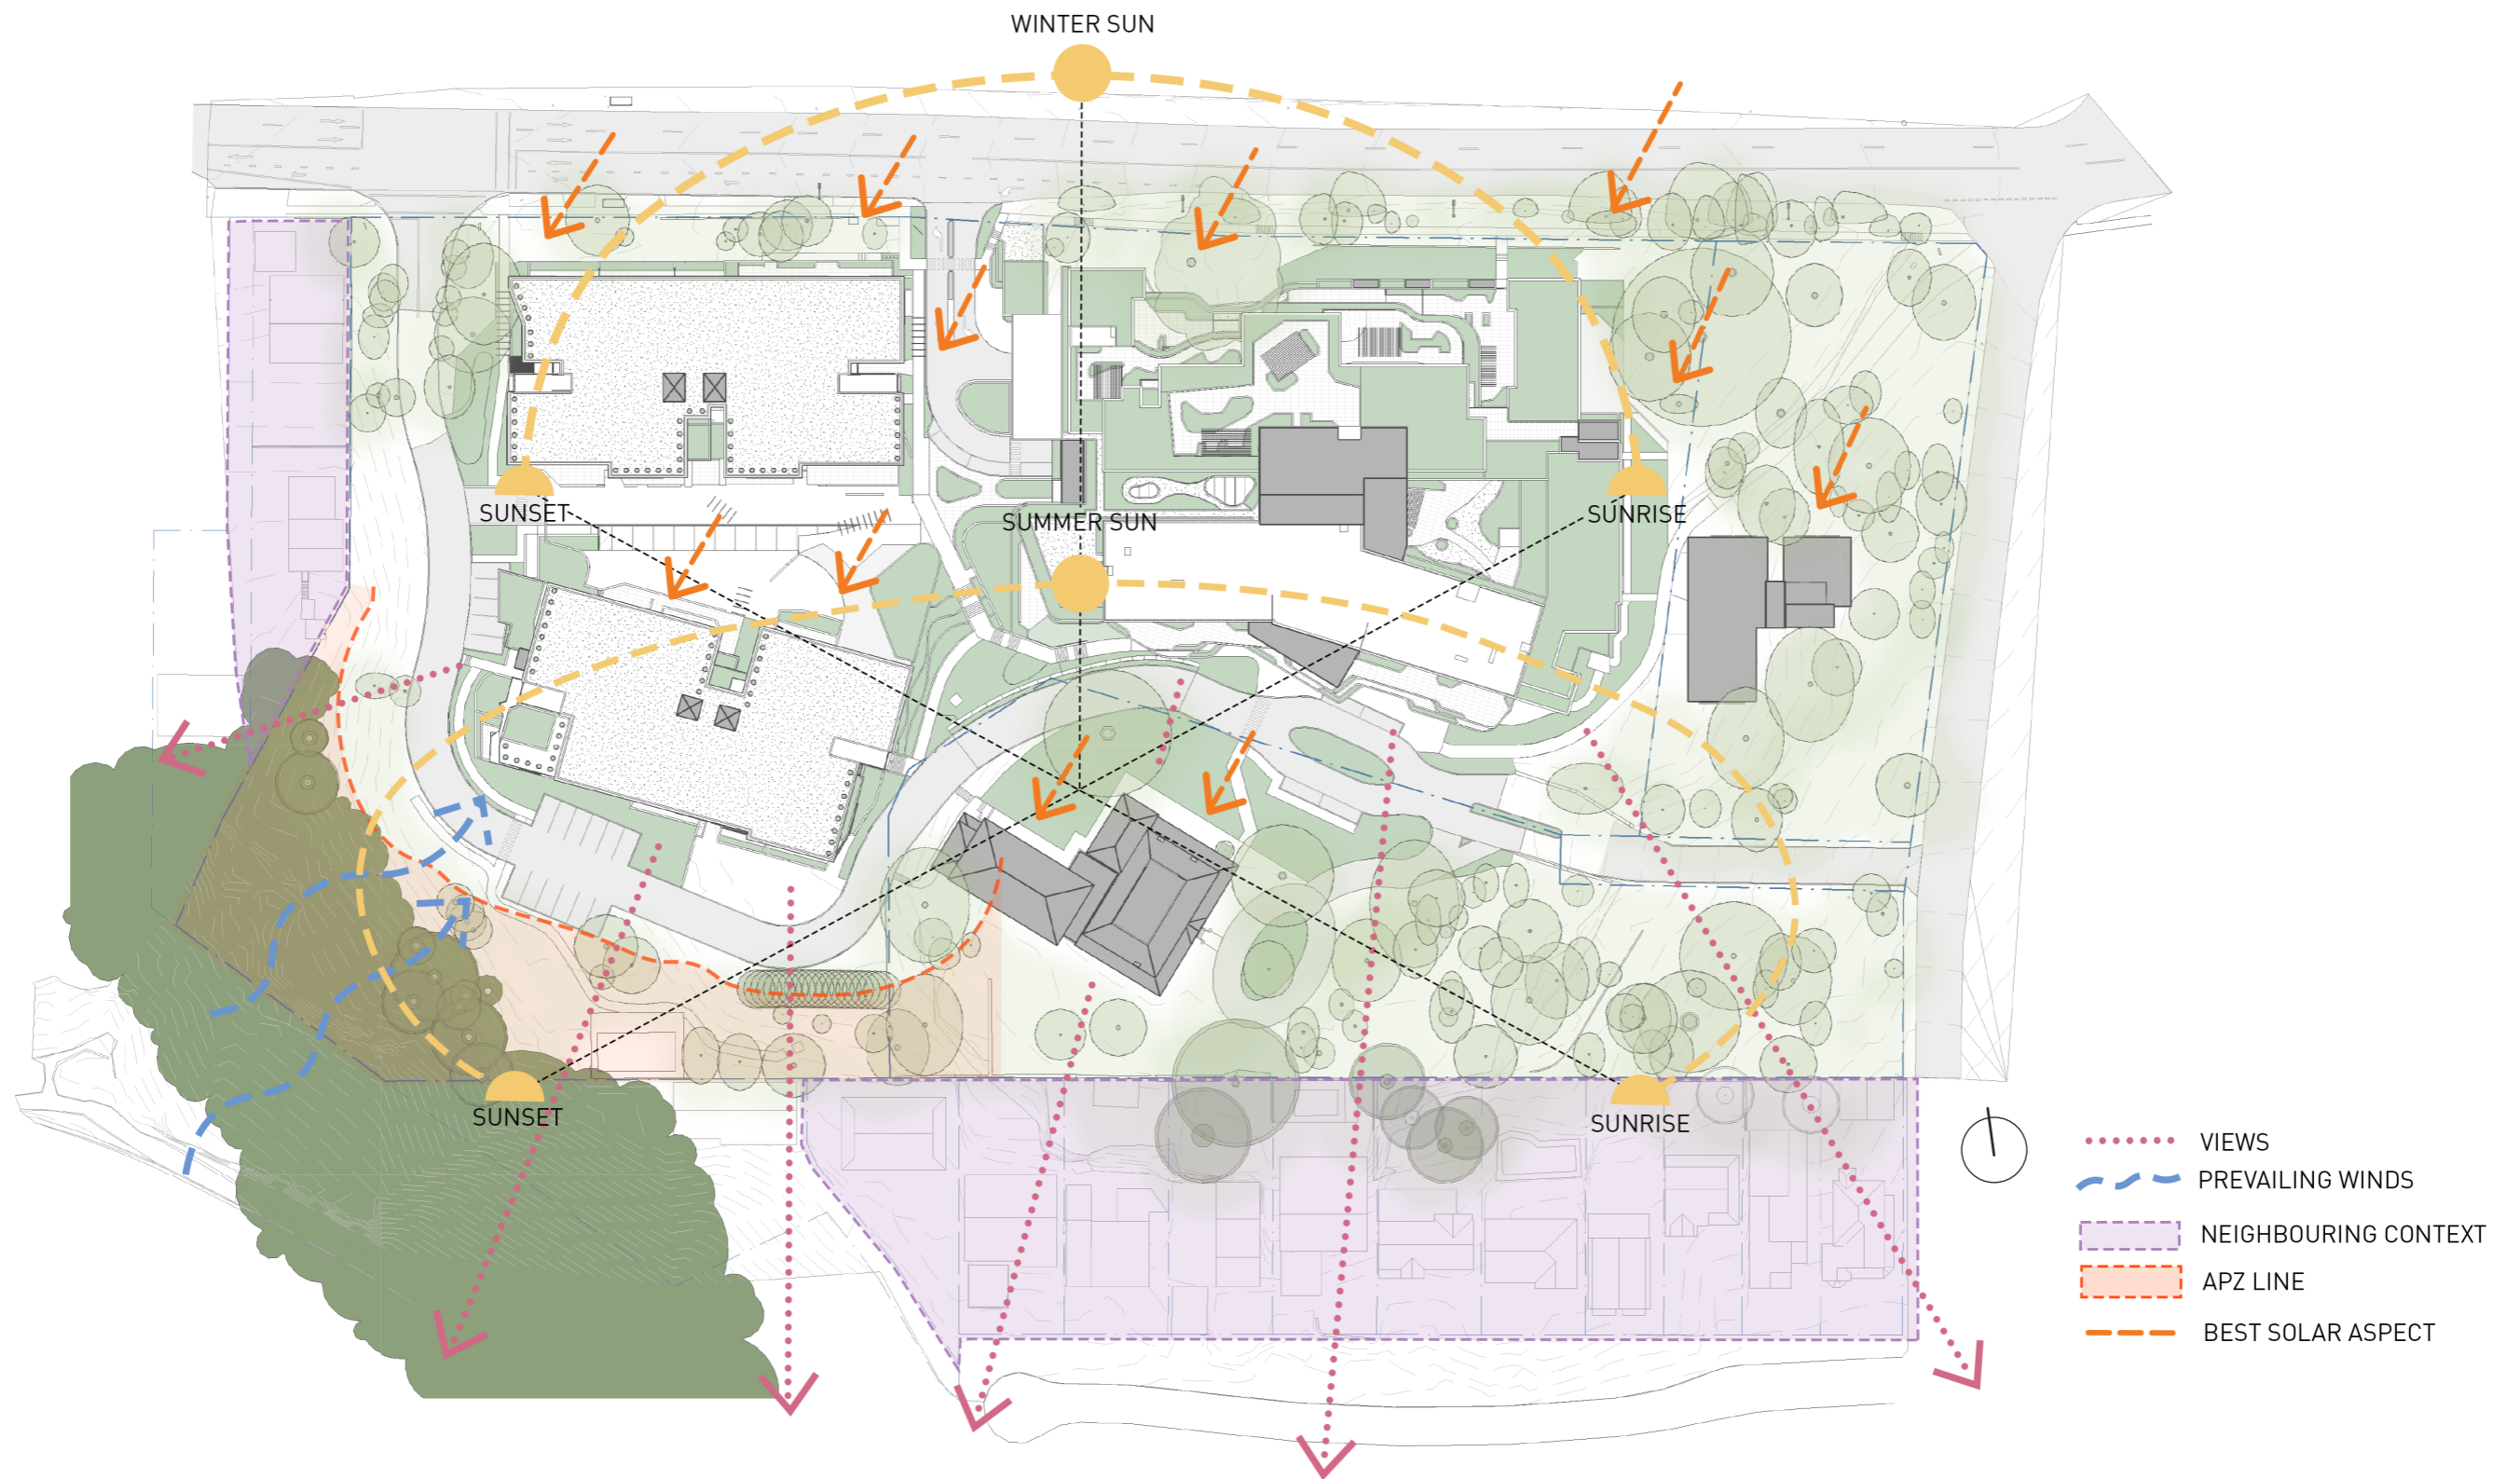 WINTER SUN
SUNSET
SUMMER SUN
SUNRISE
SUNSET
SUNRISE
VIEWS
PREVAILING WINDS
NEIGHBOURING CONTEXT
APZ LINE
BEST SOLAR ASPECT